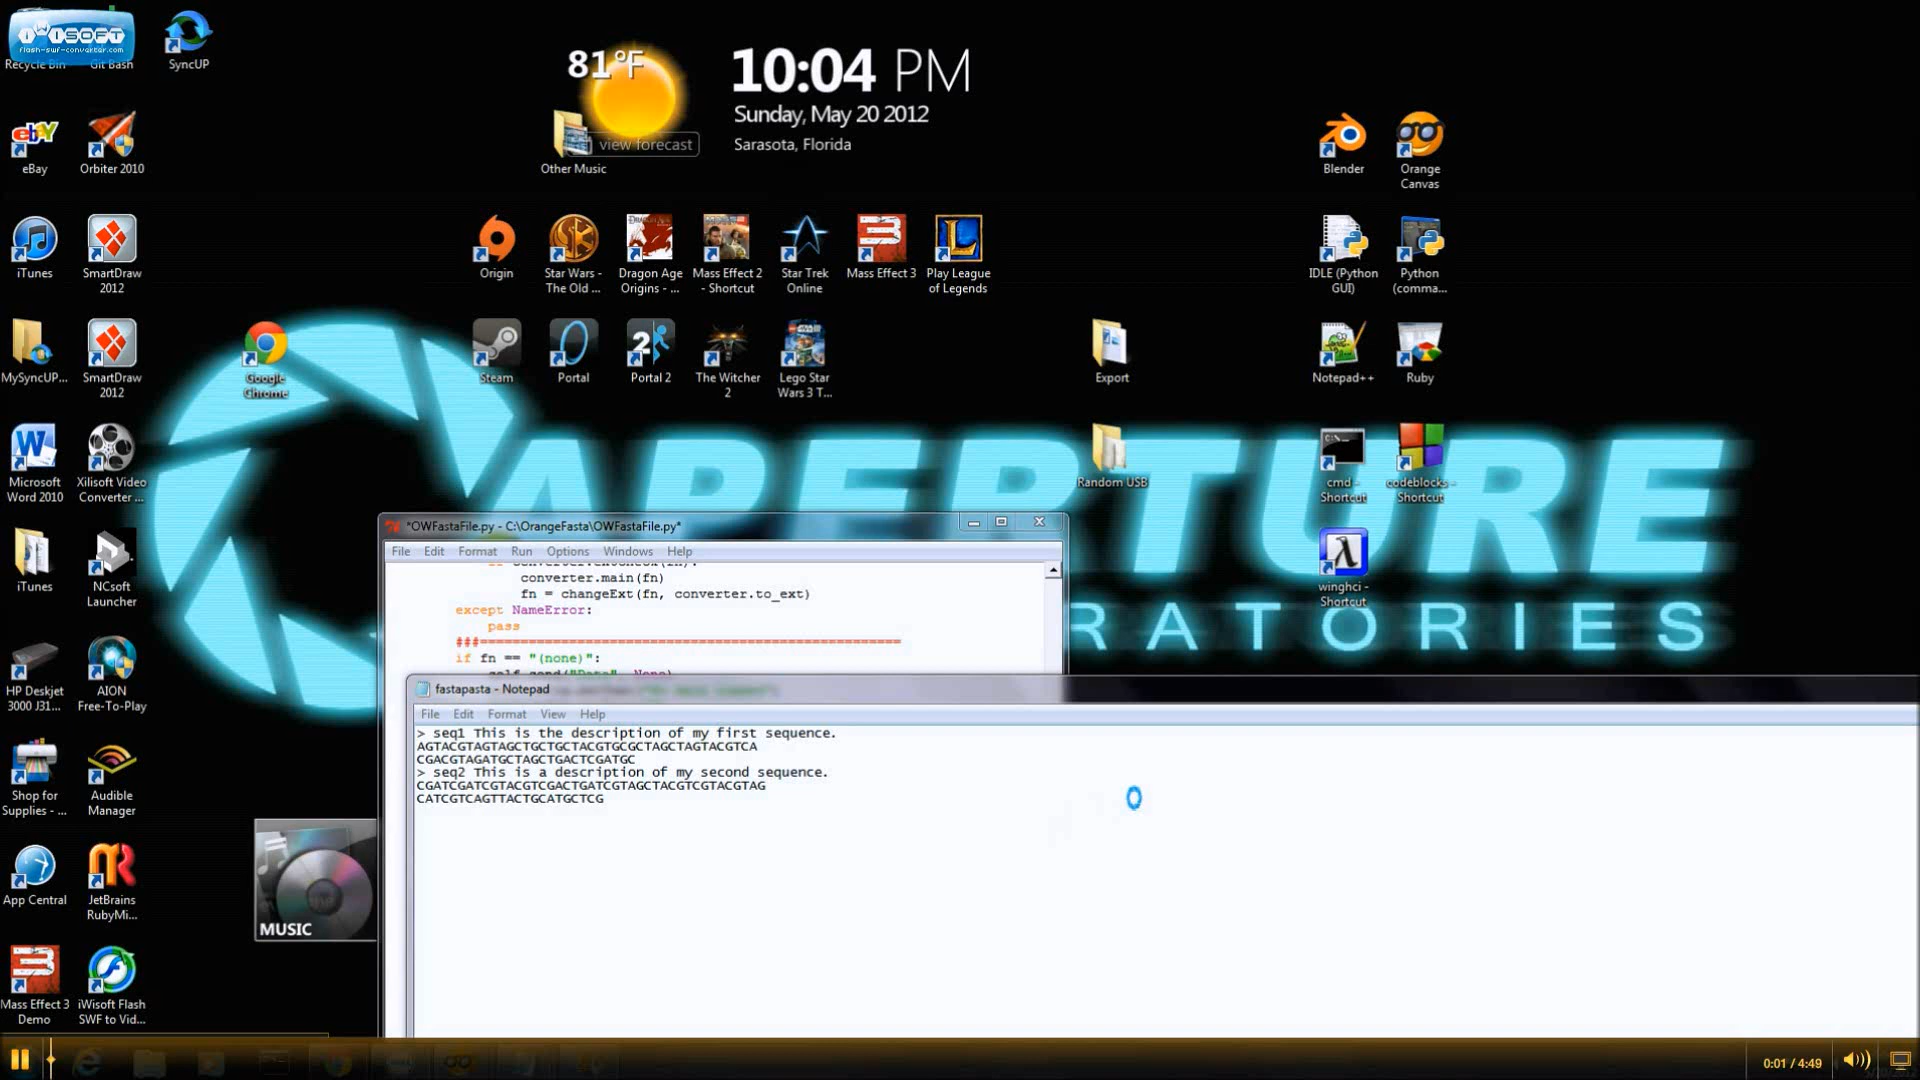 iWiSOFT
flash-swf-converter.com
Recycle Bin
Git Bash
SyncUP
81°F
view forecast
10:04 PM
Sunday, May 20 2012
Sarasota, Florida
Other Music
Blender
Orange
Canvas
eBay
Orbiter 2010
iTunes
SmartDraw
2012
Origin
Star Wars -
The Old ...
Dragon Age
Origins - ...
Mass Effect 2
- Shortcut
Star Trek
Online
Mass Effect 3
Play League
of Legends
IDLE (Python
GUI)
Python
(comma...
MySyncUP...
SmartDraw
2012
Google
Chrome
Steam
Portal
Portal 2
The Witcher
2
Lego Star
Wars 3 T...
Export
Notepad++
Ruby
APERTURE
RATORIES
Microsoft
Word 2010
Xilisoft Video
Converter ...
Random USB
cmd -
Shortcut
codeblocks -
Shortcut
iTunes
NCsoft
Launcher
winghci -
Shortcut
HP Deskjet
3000 J31...
AION
Free-To-Play
Shop for
Supplies - ...
Audible
Manager
App Central
JetBrains
RubyMi...
MUSIC
Mass Effect 3
Demo
iWisoft Flash
SWF to Vid...
*OWFastaFile.py - C:\OrangeFasta\OWFastaFile.py*
File Edit Format Run Options Windows Help
converter.main(fn)
fn = changeExt(fn, converter.to_ext)
except NameError:
pass
if fn == "(none)":
self.send("Data", None)
fastapasta - Notepad
File Edit Format View Help
> seq1 This is the description of my first sequence.
AGTACGTAGTAGCTGCTGCTACGTGCGCTAGCTAGTACGTCA
CGACGTAGATGCTAGCTGACTCGATGC
> seq2 This is a description of my second sequence.
CGATCGATCGTACGTCGACTGATCGTAGCTACGTCGTACGTAG
CATCGTCAGTTACTGCATGCTCG
0:01 / 4:49